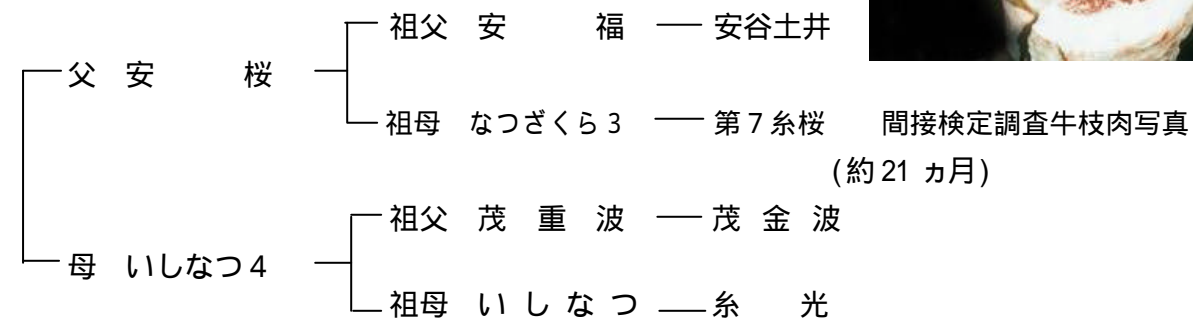 祖父 安 福 安谷土井
父 安 桜
祖母 なつざくら3 第7糸桜 間接検定調査牛枝肉写真
(約21ヵ月)
祖父 茂重波 茂金波
母 いしなつ4
祖母 いしなつ 糸光